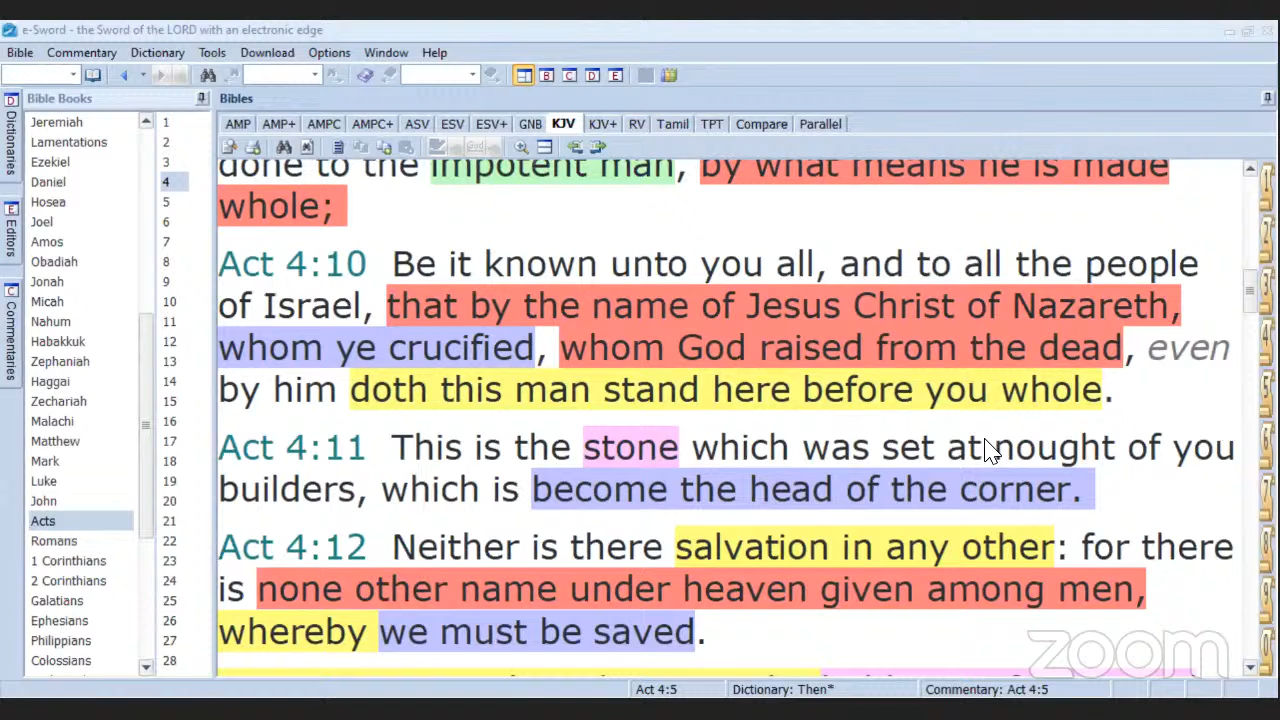 e-Sword - the Sword of the LORD with an electronic edge
Bible Commentary Dictionary Tools Options Download Window Help
B C D E
Bible Books
Bibles
AMP AMP+ AMPC AMPC+ ASV ESV ESV+ GNB KJV KJV+ RV Tamil TPT Compare Parallel
D Dictionaries
E Editors
C Commentaries
Jeremiah
Lamentations
Ezekiel
Daniel
Hosea
Joel
Amos
Obadiah
Jonah
Micah
Nahum
Habakkuk
Zephaniah
Haggai
Zechariah
Malachi
Matthew
Mark
Luke
John
Acts
Romans
1 Corinthians
2 Corinthians
Galatians
Ephesians
Philippians
Colossians
1
2
3
4
5
6
7
8
9
10
11
12
13
14
15
16
17
18
19
20
21
22
23
24
25
26
27
28
done to the impotent man, by what means he is made
whole;
Act 4:10 Be it known unto you all, and to all the people
of Israel, that by the name of Jesus Christ of Nazareth,
whom ye crucified, whom God raised from the dead, even
by him doth this man stand here before you whole.
Act 4:11 This is the stone which was set at nought of you
builders, which is become the head of the corner.
Act 4:12 Neither is there salvation in any other: for there
is none other name under heaven given among men,
whereby we must be saved.
zoom
1
2
3
4
5
6
7
8
9
0
Act 4:5 Dictionary: Then* Commentary: Act 4:5